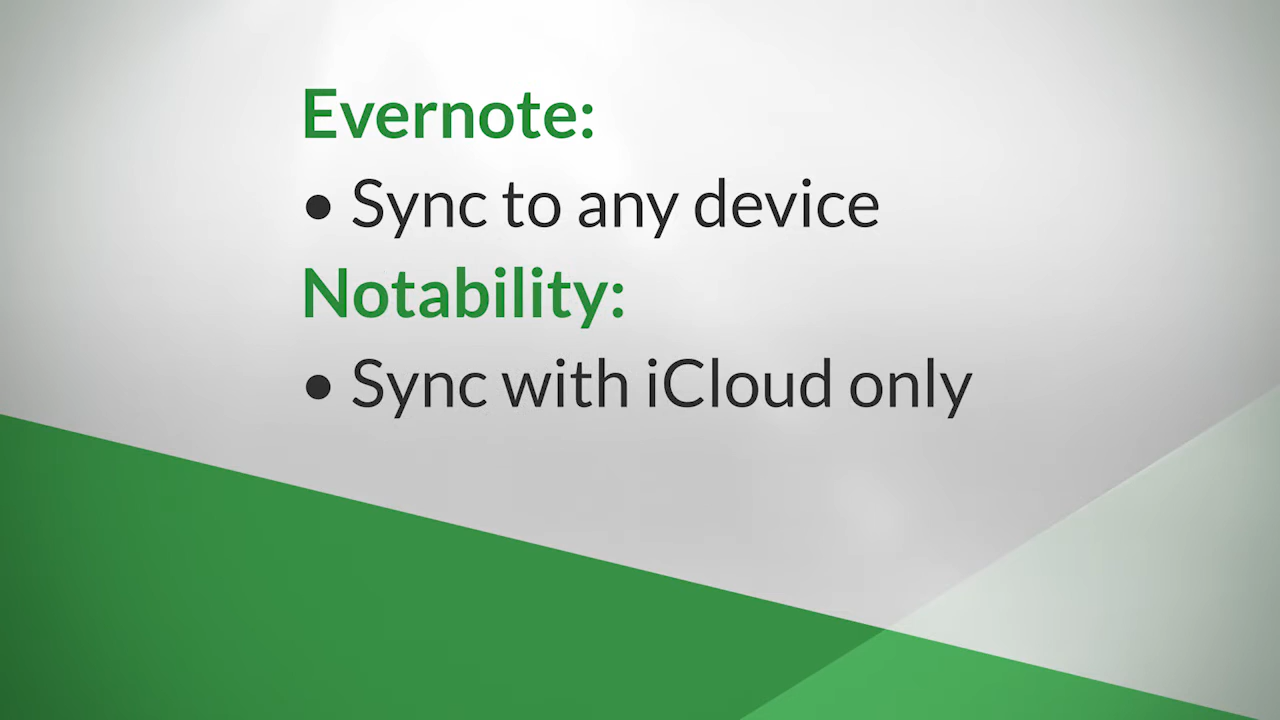 Evernote:
• Sync to any device
Notability:
• Sync with iCloud only